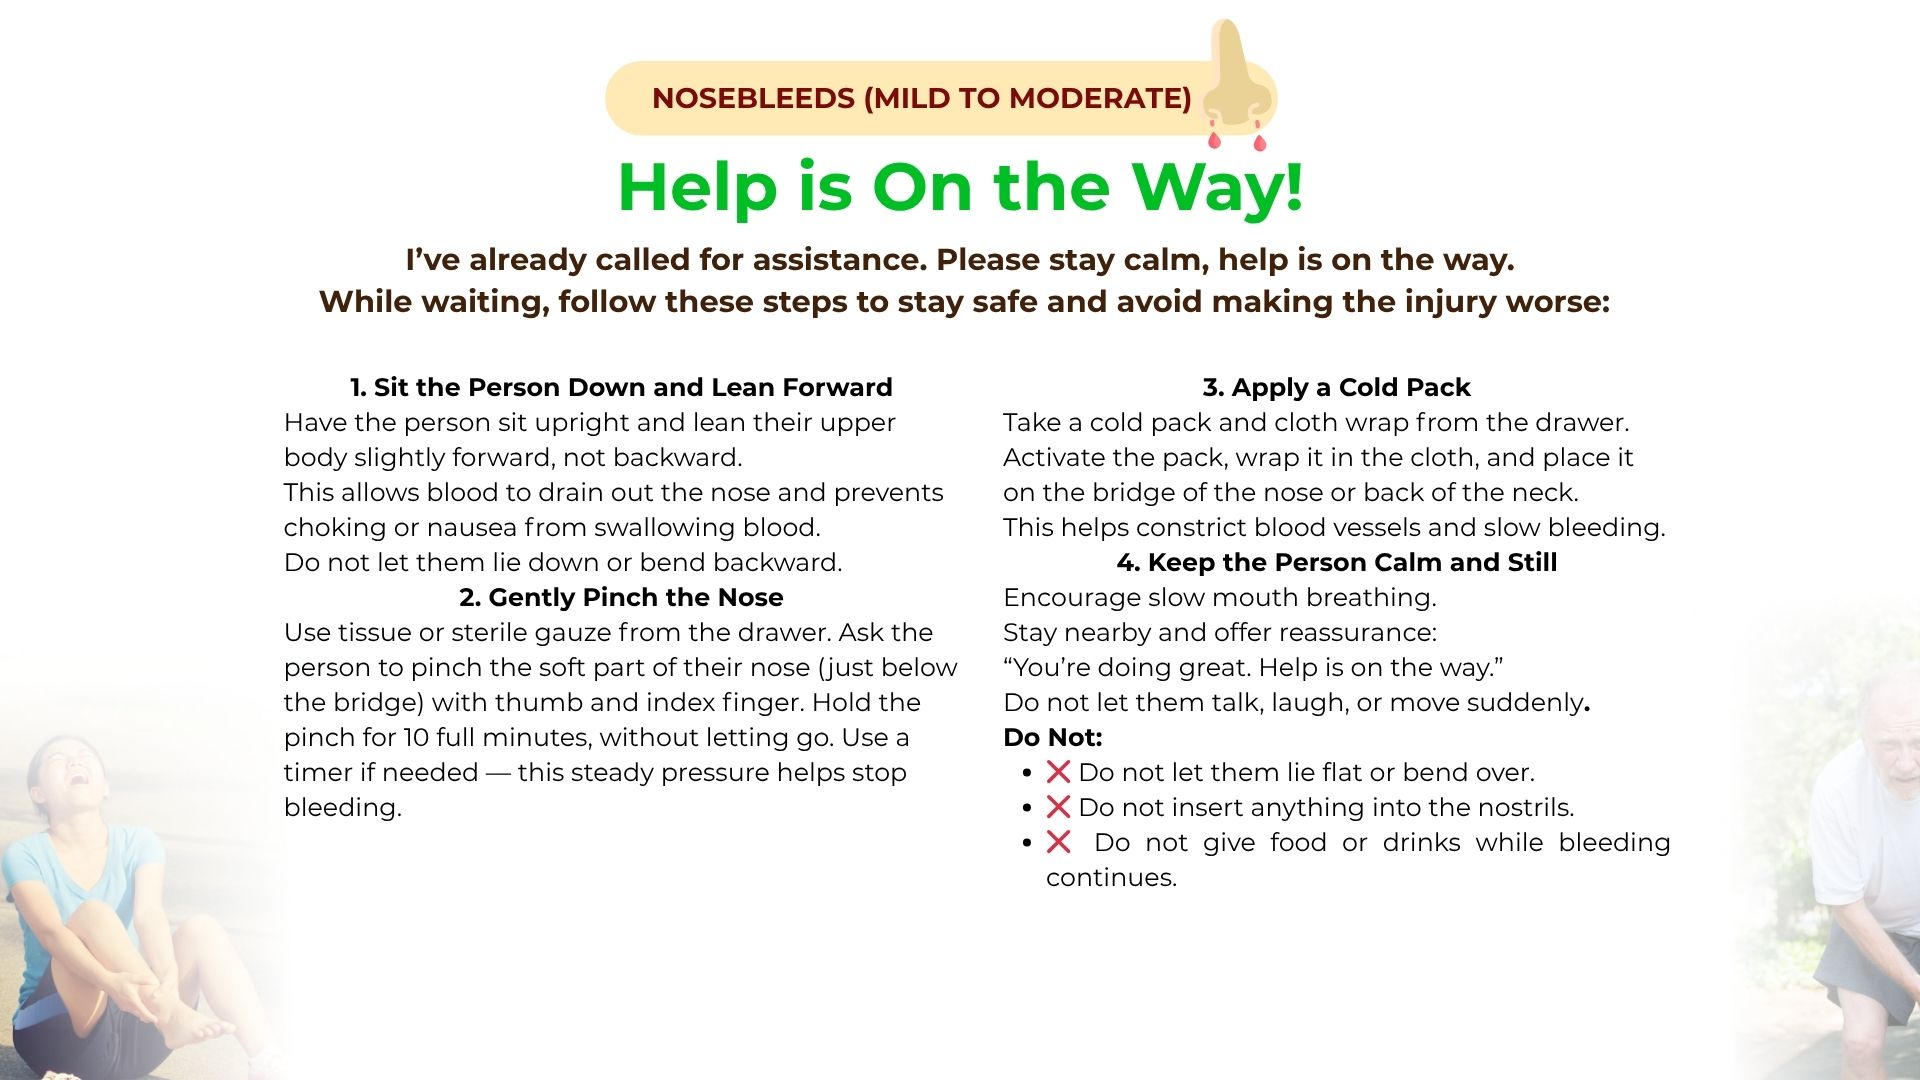 NOSEBLEEDS (MILD TO MODERATE)
Help is On the Way!
I’ve already called for assistance. Please stay calm, help is on the way.
While waiting, follow these steps to stay safe and avoid making the injury worse:
1. Sit the Person Down and Lean Forward
Have the person sit upright and lean their upper
body slightly forward, not backward.
This allows blood to drain out the nose and prevents
choking or nausea from swallowing blood.
Do not let them lie down or bend backward.
2. Gently Pinch the Nose
Use tissue or sterile gauze from the drawer. Ask the
person to pinch the soft part of their nose (just below
the bridge) with thumb and index finger. Hold the
pinch for 10 full minutes, without letting go. Use a
timer if needed — this steady pressure helps stop
bleeding.
3. Apply a Cold Pack
Take a cold pack and cloth wrap from the drawer.
Activate the pack, wrap it in the cloth, and place it
on the bridge of the nose or back of the neck.
This helps constrict blood vessels and slow bleeding.
4. Keep the Person Calm and Still
Encourage slow mouth breathing.
Stay nearby and offer reassurance:
“You’re doing great. Help is on the way.”
Do not let them talk, laugh, or move suddenly.
Do Not:
• ❌ Do not let them lie flat or bend over.
• ❌ Do not insert anything into the nostrils.
• ❌ Do not give food or drinks while bleeding
continues.